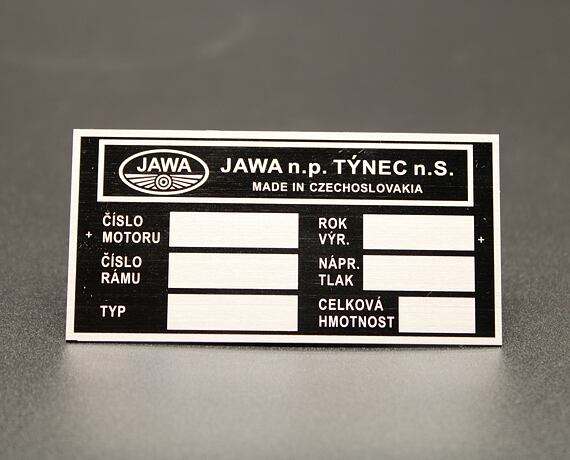 JAWA
JAWA n.p. TÝNEC n.S.
MADE IN CZECHOSLOVAKIA
ČÍSLO
MOTORU
ROK
VÝR.
ČÍSLO
RÁMU
NÁPR.
TLAK
TYP
CELKOVÁ
HMOTNOST